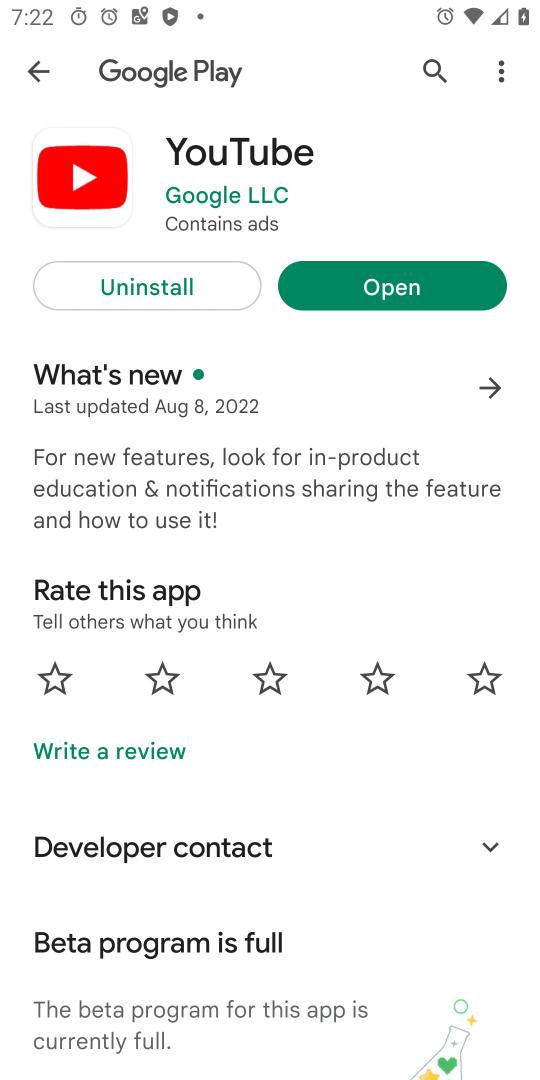 7:22
Google Play
YouTube
Google LLC
Contains ads
Uninstall
Open
What's new
Last updated Aug 8, 2022
For new features, look for in-product
education & notifications sharing the feature
and how to use it!
Rate this app
Tell others what you think
Write a review
Developer contact
Beta program is full
The beta program for this app is
currently full.